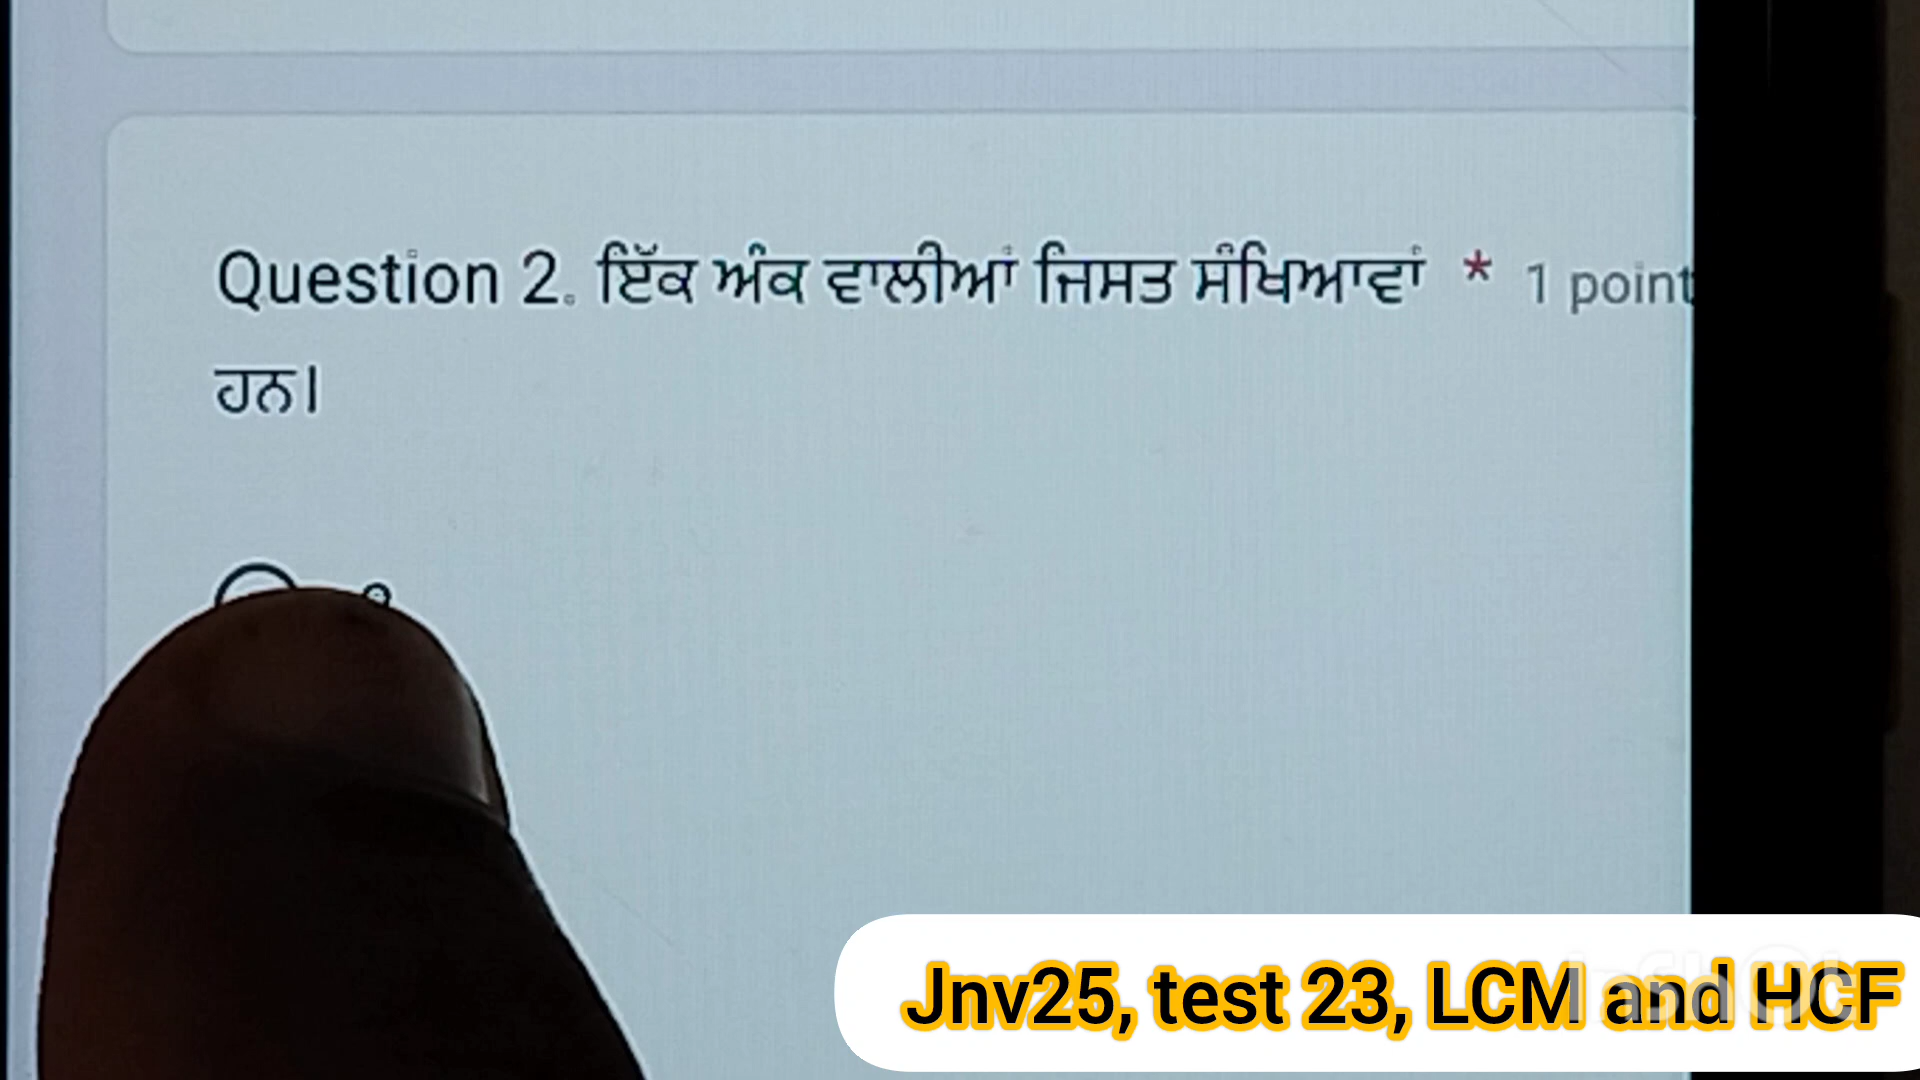 Question 2. ਇੱਕ ਅੰਕ ਵਾਲੀਆਂ ਜਿਸਤ ਸੰਖਿਆਵਾਂ * 1 point
ਹਨ।
Jnv25, test 23, LCM and HCF